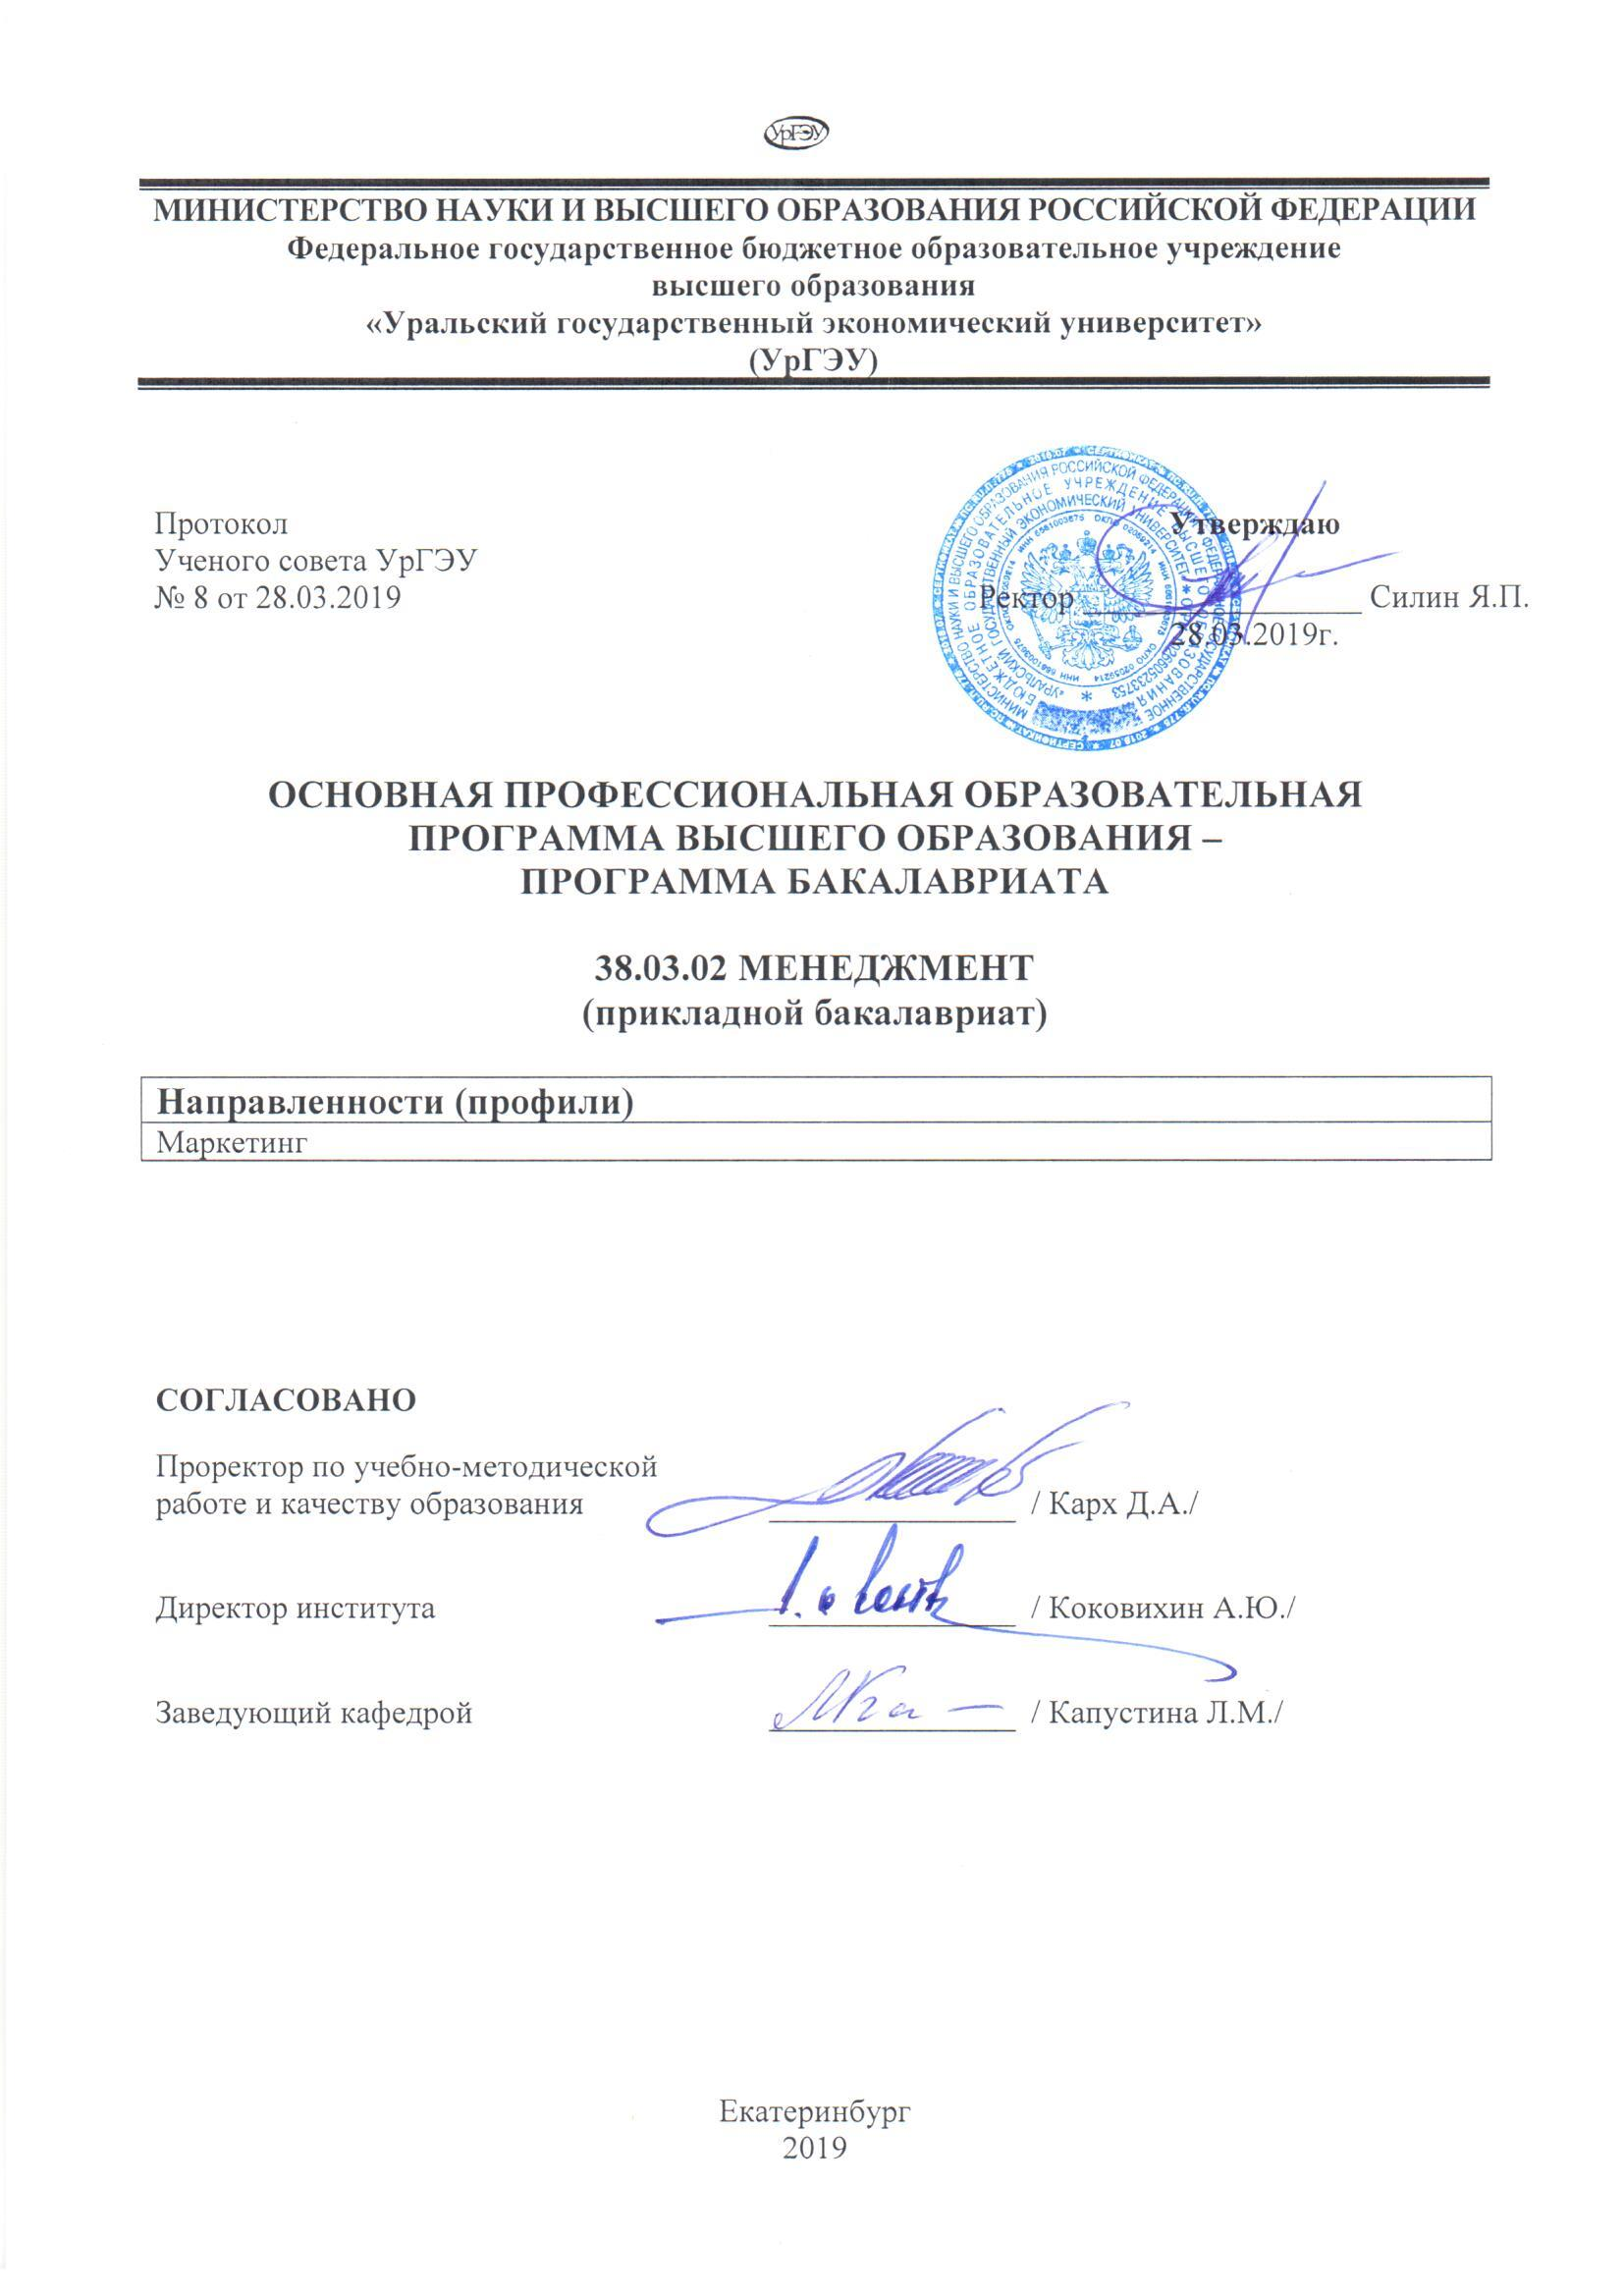 УрГЭУ
МИНИСТЕРСТВО НАУКИ И ВЫСШЕГО ОБРАЗОВАНИЯ РОССИЙСКОЙ ФЕДЕРАЦИИ
Федеральное государственное бюджетное образовательное учреждение
высшего образования
«Уральский государственный экономический университет»
(УрГЭУ)
Протокол
Ученого совета УрГЭУ
№ 8 от 28.03.2019
Утверждаю
Ректор Силин Я.П.
28.03.2019г.
ОСНОВНАЯ ПРОФЕССИОНАЛЬНАЯ ОБРАЗОВАТЕЛЬНАЯ
ПРОГРАММА ВЫСШЕГО ОБРАЗОВАНИЯ –
ПРОГРАММА БАКАЛАВРИАТА
38.03.02 МЕНЕДЖМЕНТ
(прикладной бакалавриат)
Направленности (профили)
Маркетинг
СОГЛАСОВАНО
Проректор по учебно-методической
работе и качеству образования / Карх Д.А./
Директор института / Коковихин А.Ю./
Заведующий кафедрой / Капустина Л.М./
Екатеринбург
2019